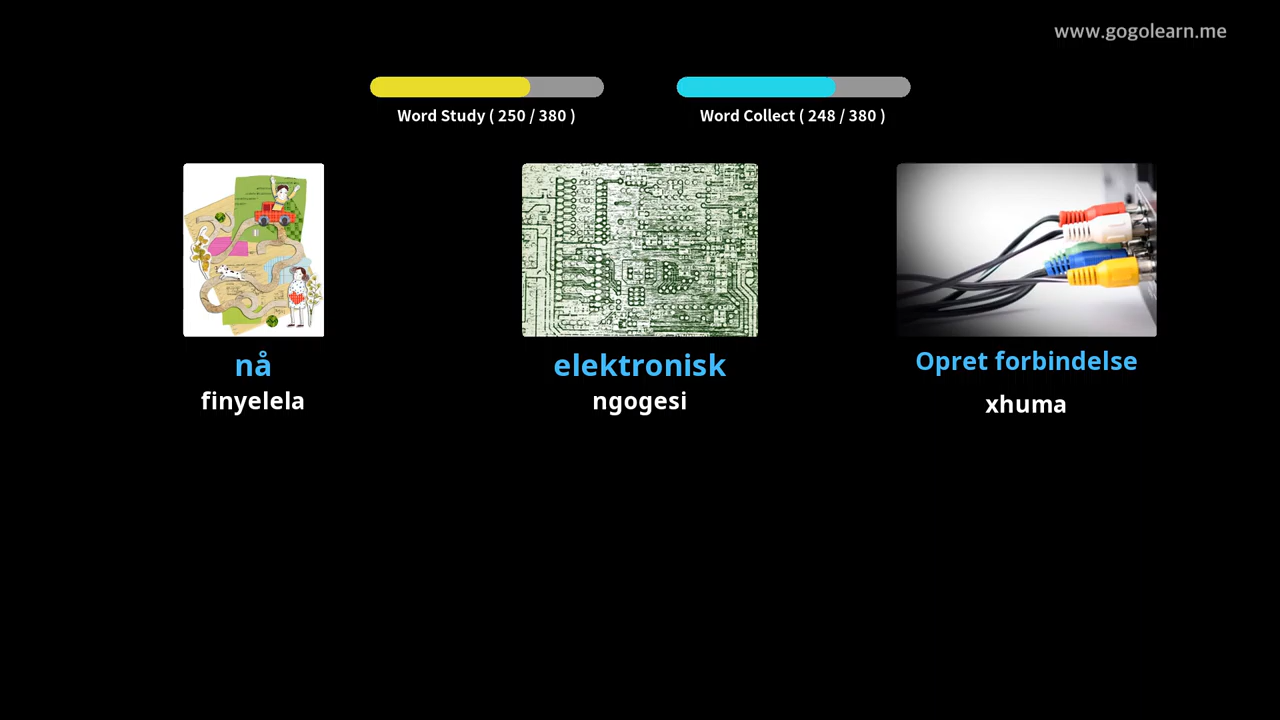 www.gogolearn.me
Word Study ( 250 / 380 )
Word Collect ( 248 / 380 )
nå
finyelela
elektronisk
ngogesi
Opret forbindelse
xhuma